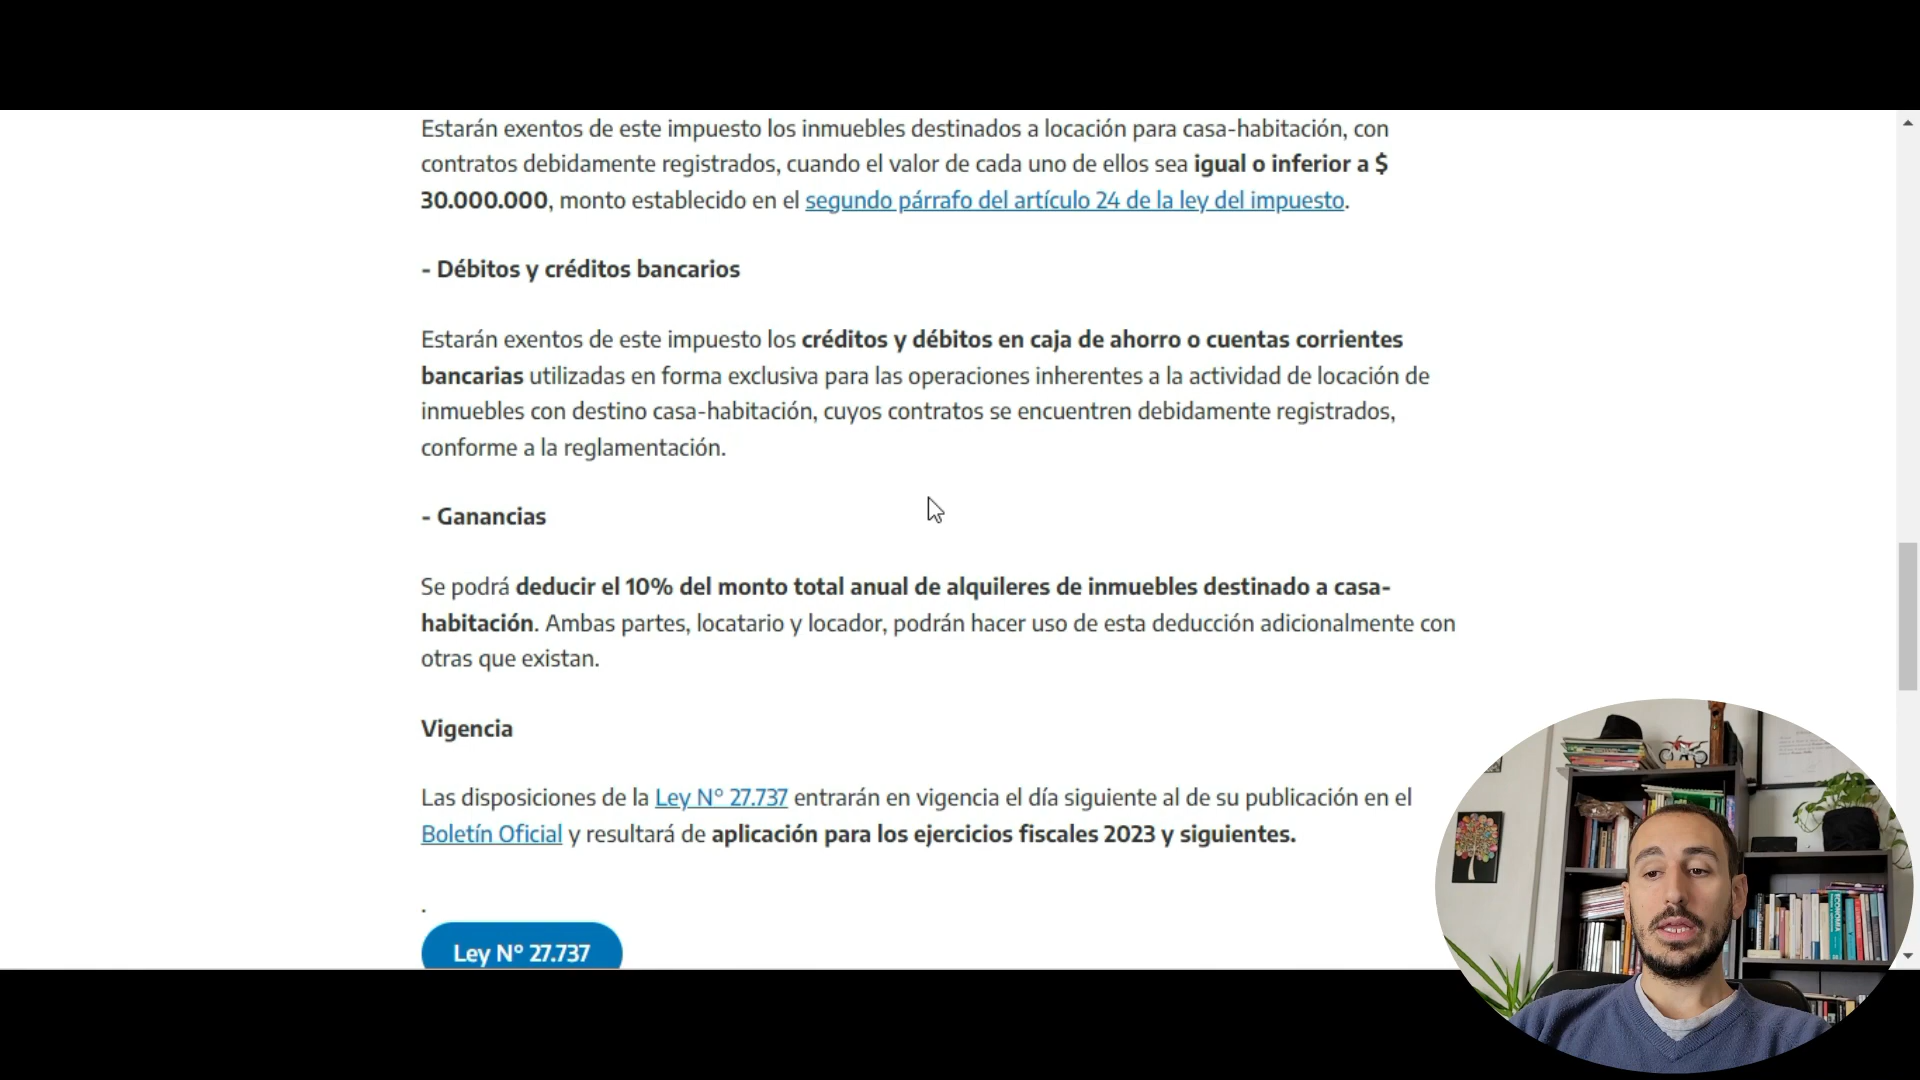 Estarán exentos de este impuesto los inmuebles destinados a locación para casa-habitación, con
contratos debidamente registrados, cuando el valor de cada uno de ellos sea igual o inferior a $
30.000.000, monto establecido en el segundo párrafo del artículo 24 de la ley del impuesto.
- Débitos y créditos bancarios
Estarán exentos de este impuesto los créditos y débitos en caja de ahorro o cuentas corrientes
bancarias utilizadas en forma exclusiva para las operaciones inherentes a la actividad de locación de
inmuebles con destino casa-habitación, cuyos contratos se encuentren debidamente registrados,
conforme a la reglamentación.
- Ganancias
Se podrá deducir el 10% del monto total anual de alquileres de inmuebles destinado a casa-
habitación. Ambas partes, locatario y locador, podrán hacer uso de esta deducción adicionalmente con
otras que existan.
Vigencia
Las disposiciones de la Ley N° 27.737 entrarán en vigencia el día siguiente al de su publicación en el
Boletín Oficial y resultará de aplicación para los ejercicios fiscales 2023 y siguientes.
.
Ley N° 27.737
ECONOMIA